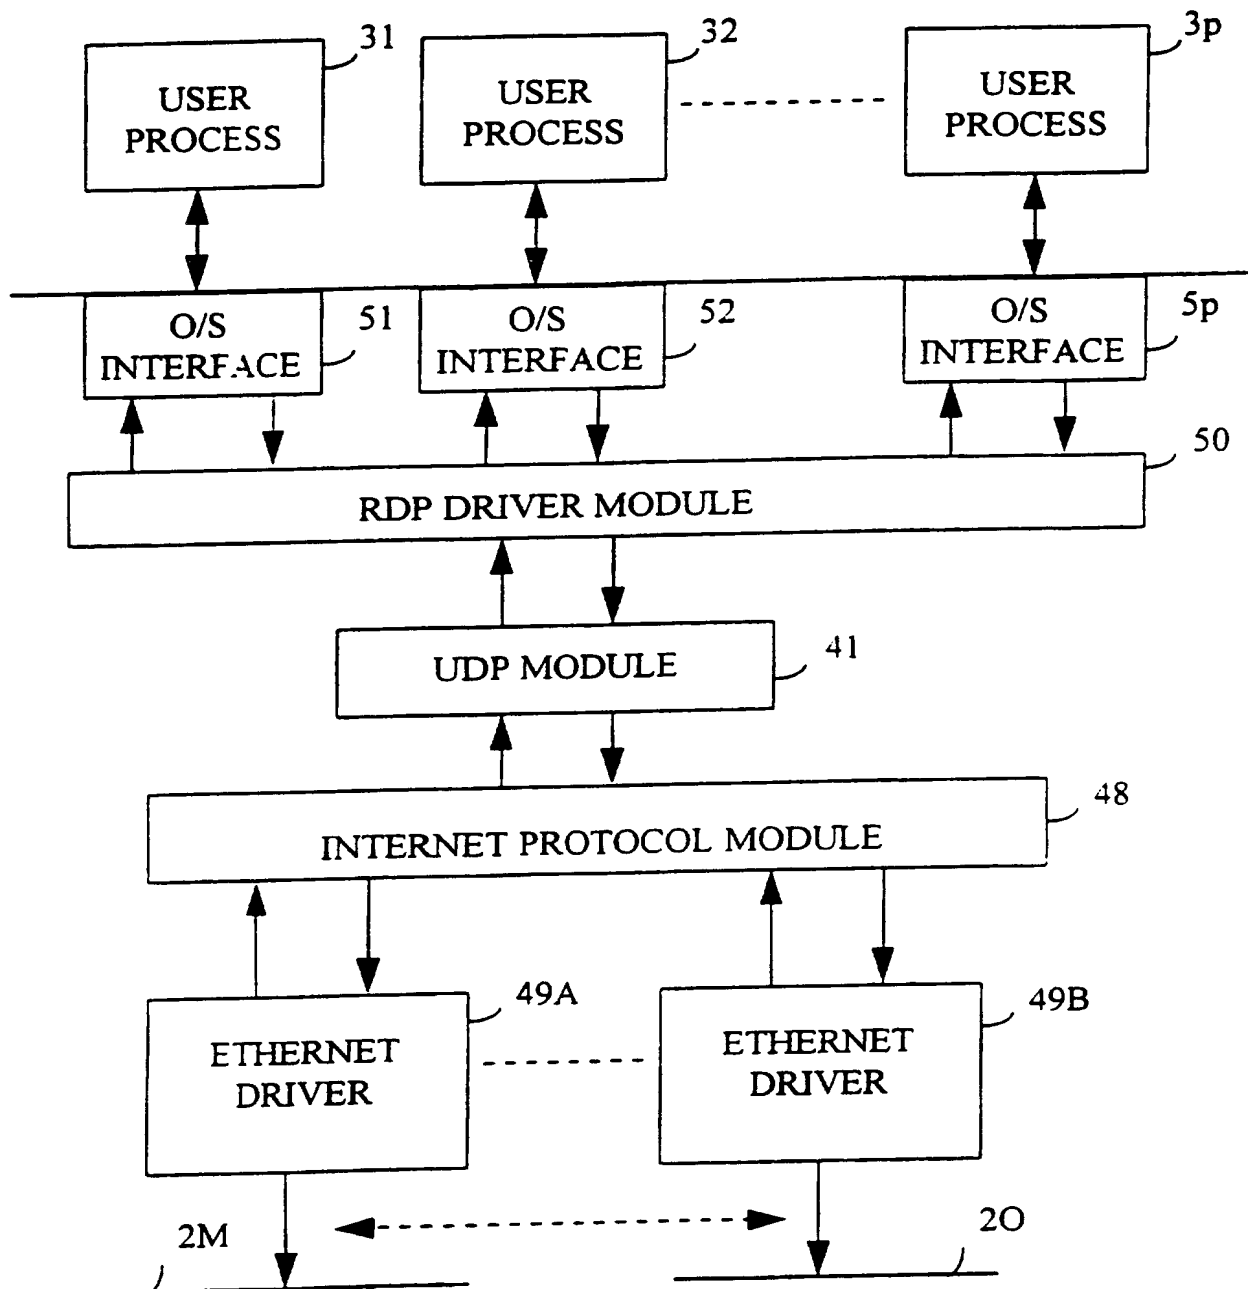 31
32
3p
USER
PROCESS
USER
PROCESS
USER
PROCESS
O/S
INTERFACE
51
O/S
INTERFACE
52
O/S
INTERFACE
5p
50
RDP DRIVER MODULE
UDP MODULE
41
INTERNET PROTOCOL MODULE
48
49A
49B
ETHERNET
DRIVER
ETHERNET
DRIVER
2M
2O